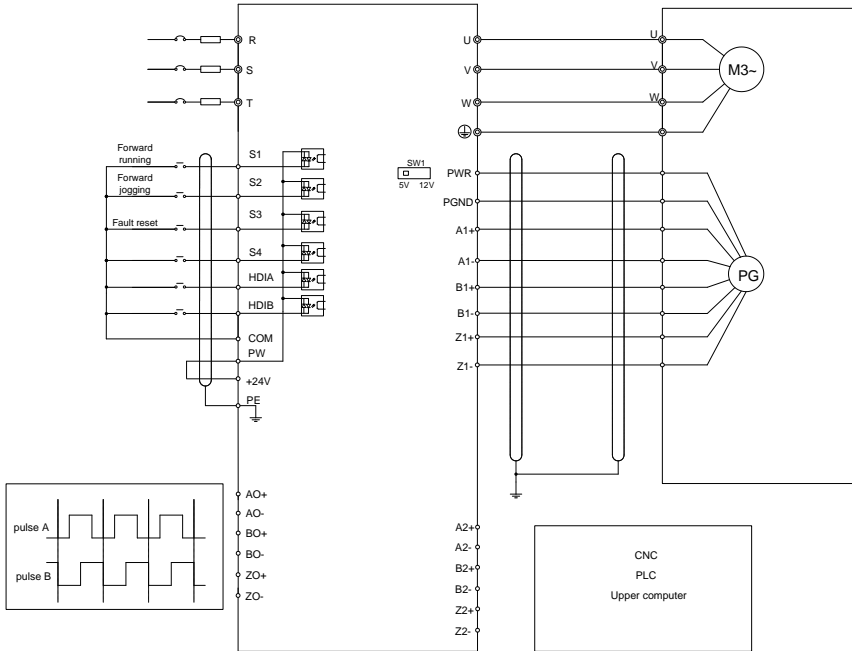 R
S
T
Forward
running
Forward
jogging
Fault reset
S1
S2
S3
S4
HDIA
HDIB
COM
PW
+24V
PE
SW1
5V 12V
U
V
W
PWR
PGND
A1+
A1-
B1+
B1-
Z1+
Z1-
U
V
W
M3~
PG
pulse A
pulse B
AO+
AO-
BO+
BO-
ZO+
ZO-
A2+
A2-
B2+
B2-
Z2+
Z2-
CNC
PLC
Upper computer